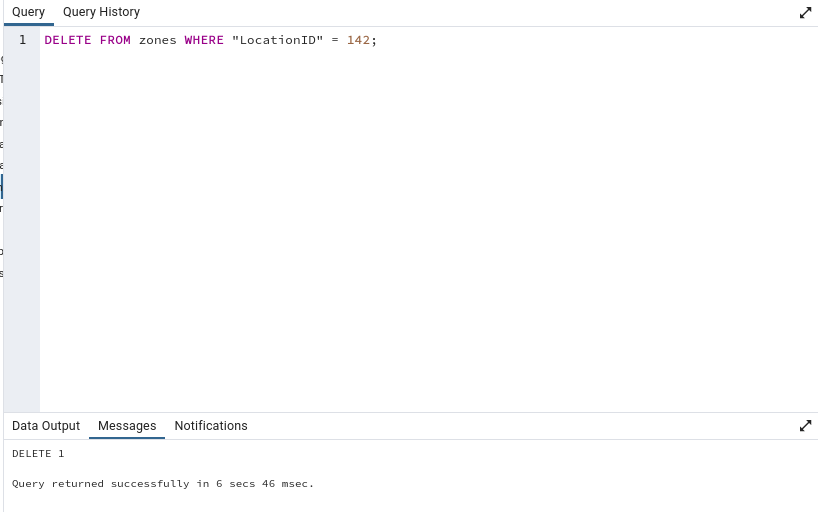 Query Query History
1 DELETE FROM zones WHERE "LocationID" = 142;
Data Output Messages Notifications
DELETE 1
Query returned successfully in 6 secs 46 msec.